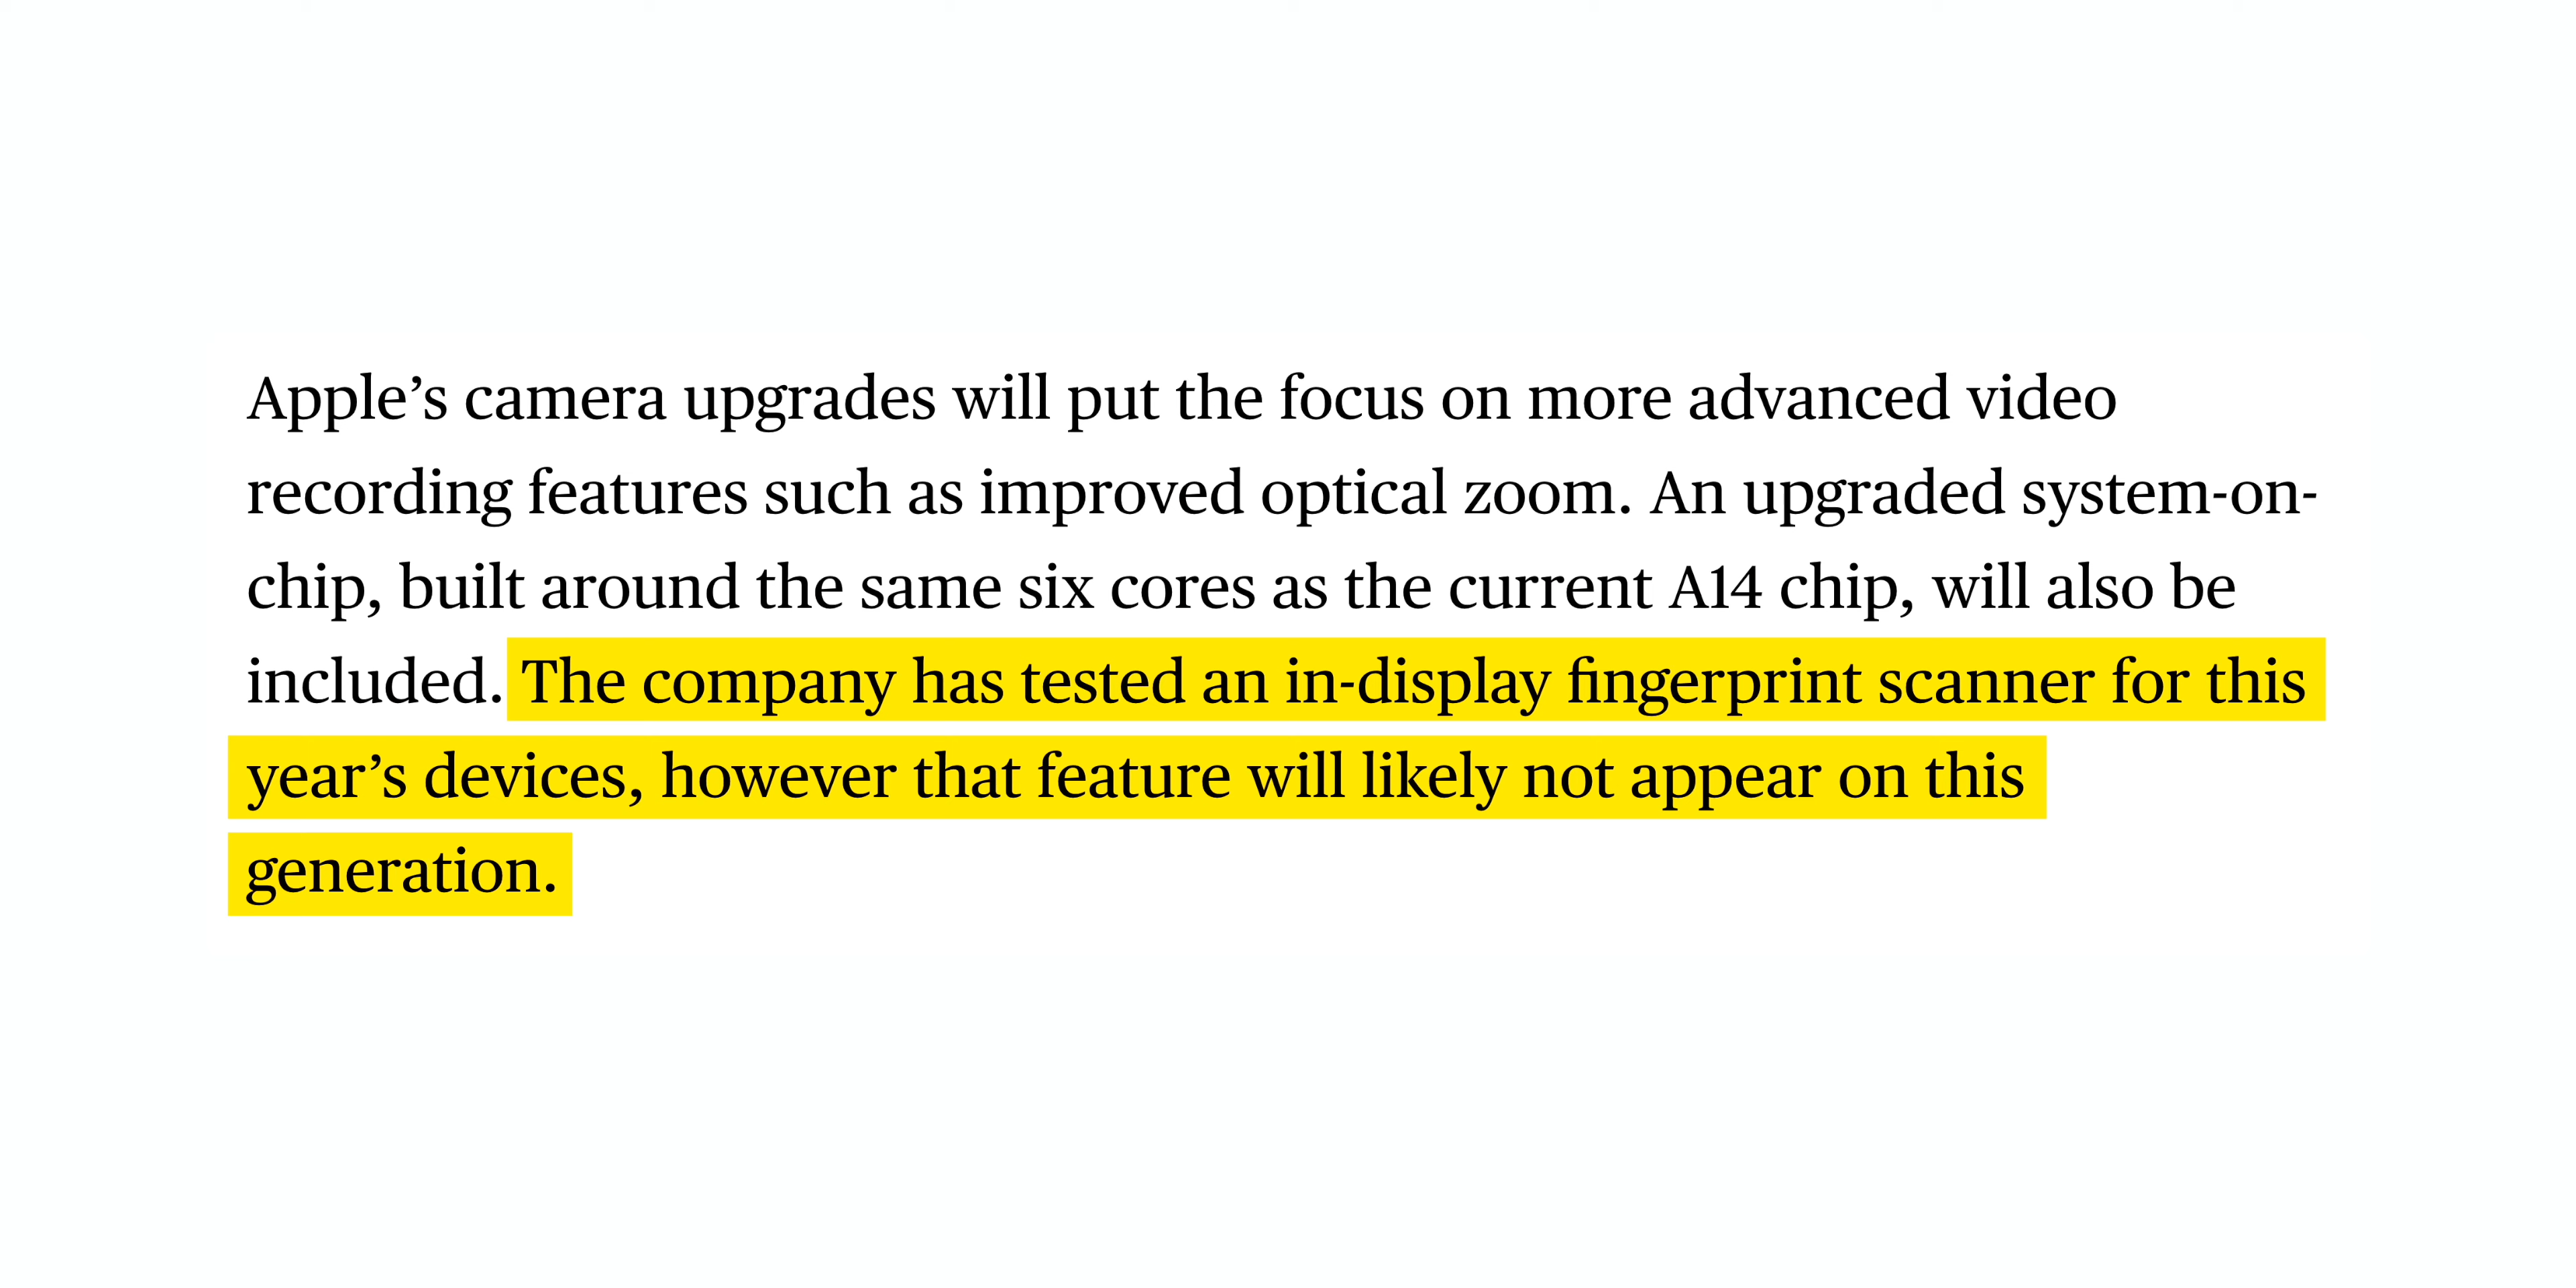 Apple’s camera upgrades will put the focus on more advanced video
recording features such as improved optical zoom. An upgraded system-on-
chip, built around the same six cores as the current A14 chip, will also be
included. The company has tested an in-display fingerprint scanner for this
year’s devices, however that feature will likely not appear on this
generation.